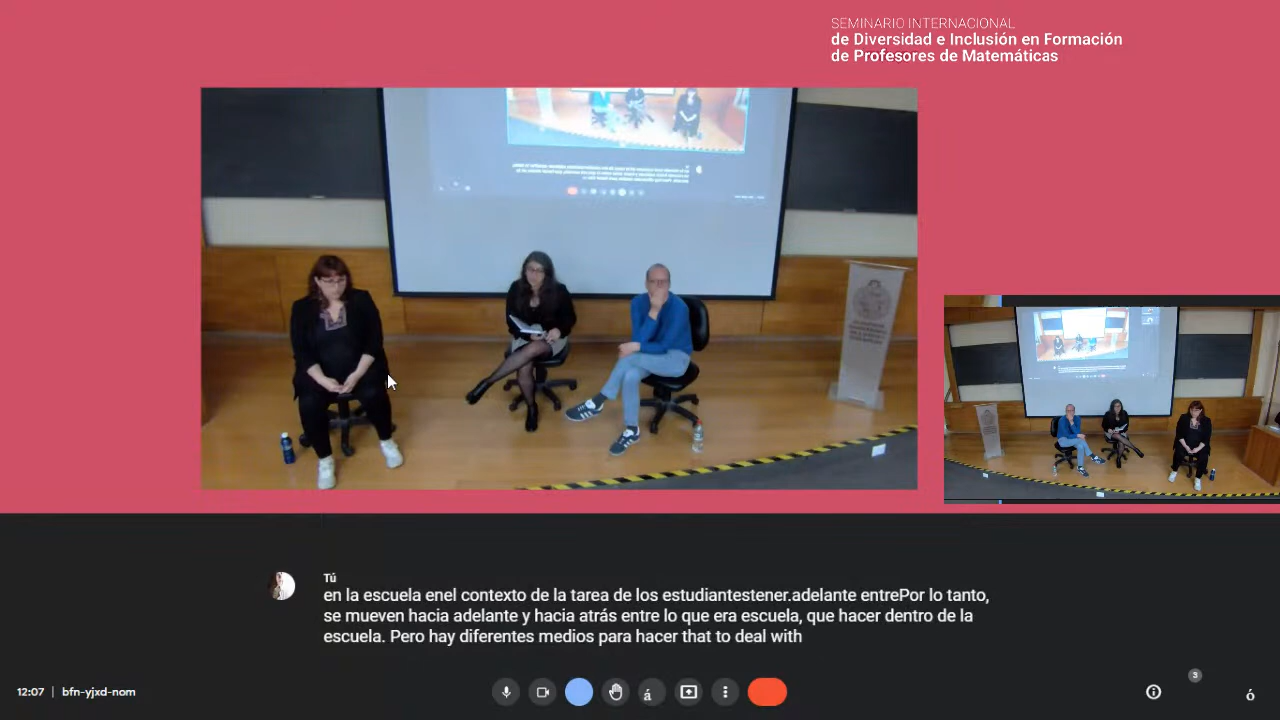 SEMINARIO INTERNACIONAL
de Diversidad e Inclusión en Formación
de Profesores de Matemáticas
Tú
en la escuela enel contexto de la tarea de los estudiantestener.adelante entrePor lo tanto,
se mueven hacia adelante y hacia atrás entre lo que era escuela, que hacer dentro de la
escuela. Pero hay diferentes medios para hacer that to deal with
12:07 | bfn-yjxd-nom
á
3
ó